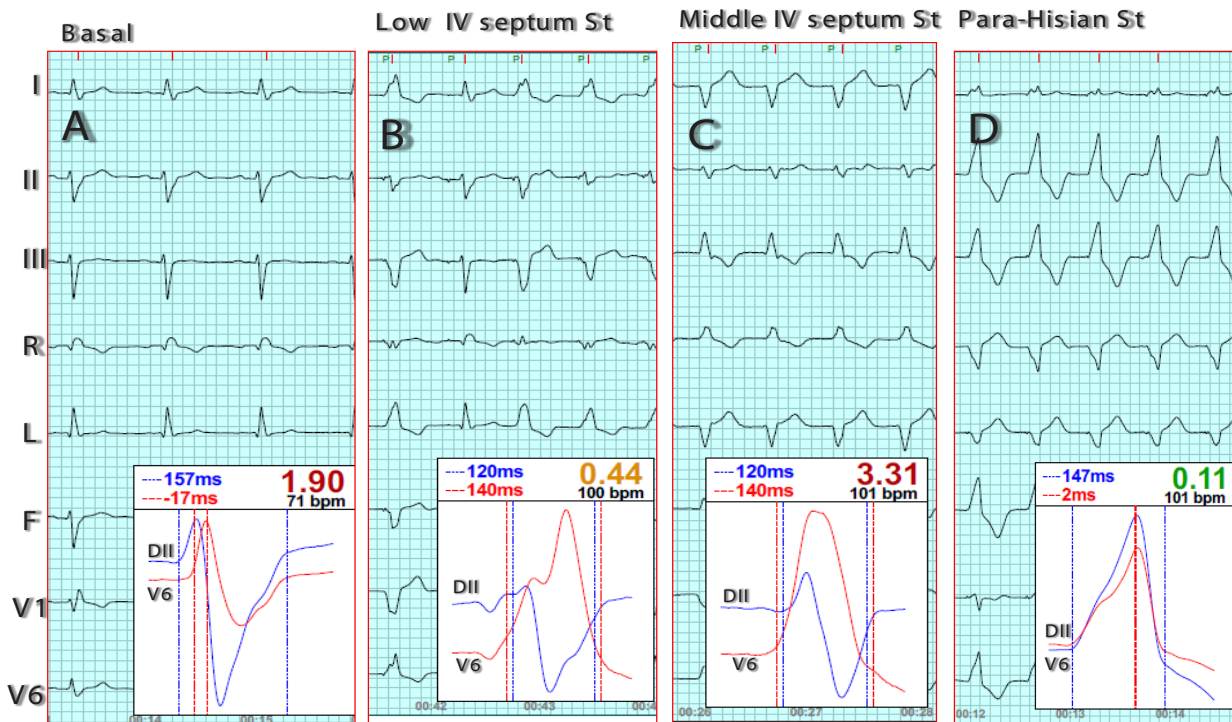 Basal
Low IV septum St
Middle IV septum St
Para-Hisian St
P P P P P
P P P P
I
A
B
C
D
II
III
R
L
F
V1
V6
157ms
-17ms
1.90
71 bpm
DII
V6
120ms
140ms
0.44
100 bpm
DII
V6
120ms
140ms
3.31
101 bpm
DII
V6
147ms
2ms
0.11
101 bpm
DII
V6
00:14 00:15
00:42 00:43 00:4
00:26 00:27 00:28
00:12 00:13 00:14